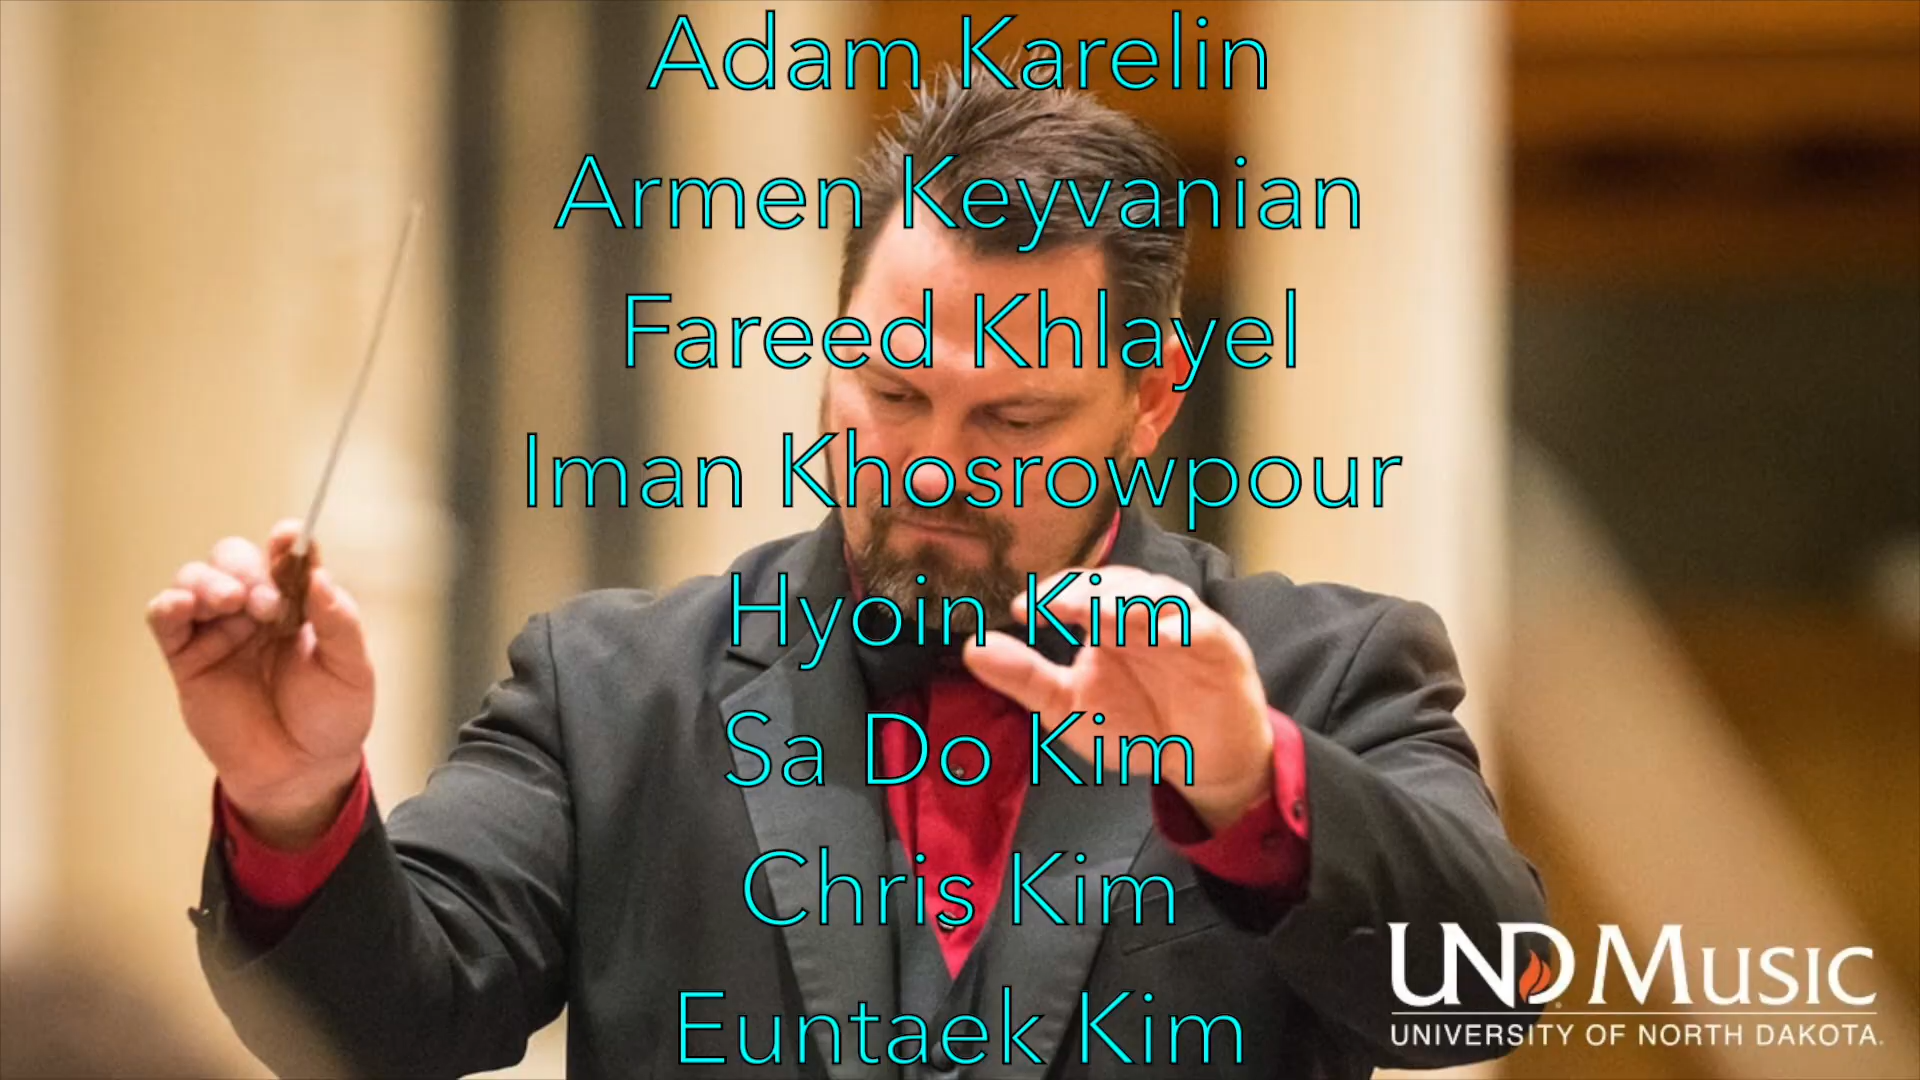 Adam Karelin
Armen Keyvanian
Fareed Khlayel
Iman Khosrowpour
Hyoin Kim
Sa Do Kim
Chris Kim
Euntaek Kim
UND MUSIC
UNIVERSITY OF NORTH DAKOTA.